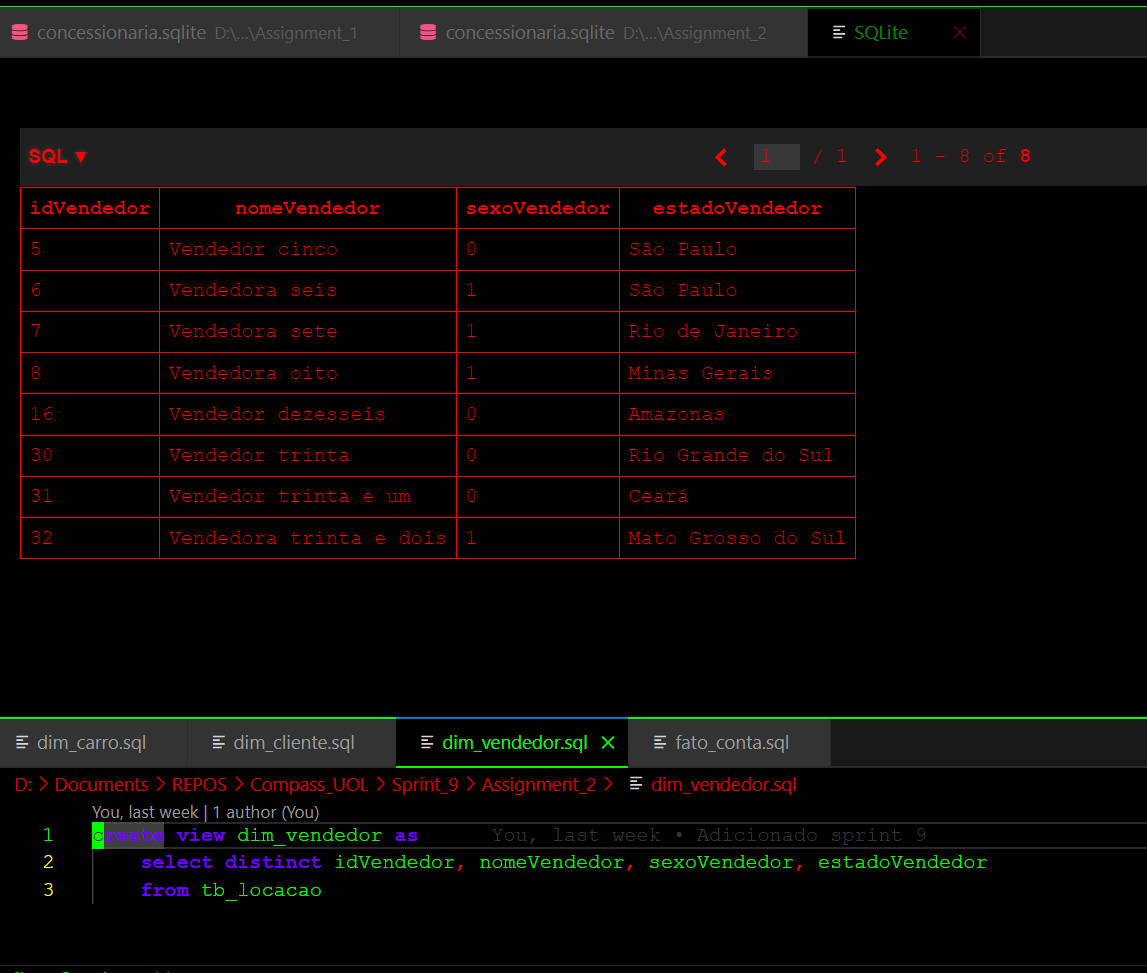 concessionaria.sqlite D:\...\Assignment_1 concessionaria.sqlite D:\...\Assignment_2 SQLite
SQL ▼ 1 / 1 1 - 8 of 8
idVendedor nomeVendedor sexoVendedor estadoVendedor
5 Vendedor cinco 0 São Paulo
6 Vendedora seis 1 São Paulo
7 Vendedora sete 1 Rio de Janeiro
8 Vendedora oito 1 Minas Gerais
16 Vendedor dezesseis 0 Amazonas
30 Vendedor trinta 0 Rio Grande do Sul
31 Vendedor trinta e um 0 Ceará
32 Vendedora trinta e dois 1 Mato Grosso do Sul
dim_carro.sql dim_cliente.sql dim_vendedor.sql fato_conta.sql
D: > Documents > REPOS > Compass_UOL > Sprint_9 > Assignment_2 > dim_vendedor.sql
You, last week | 1 author (You)
1 create view dim_vendedor as You, last week • Adicionado sprint 9
2 select distinct idVendedor, nomeVendedor, sexoVendedor, estadoVendedor
3 from tb_locacao